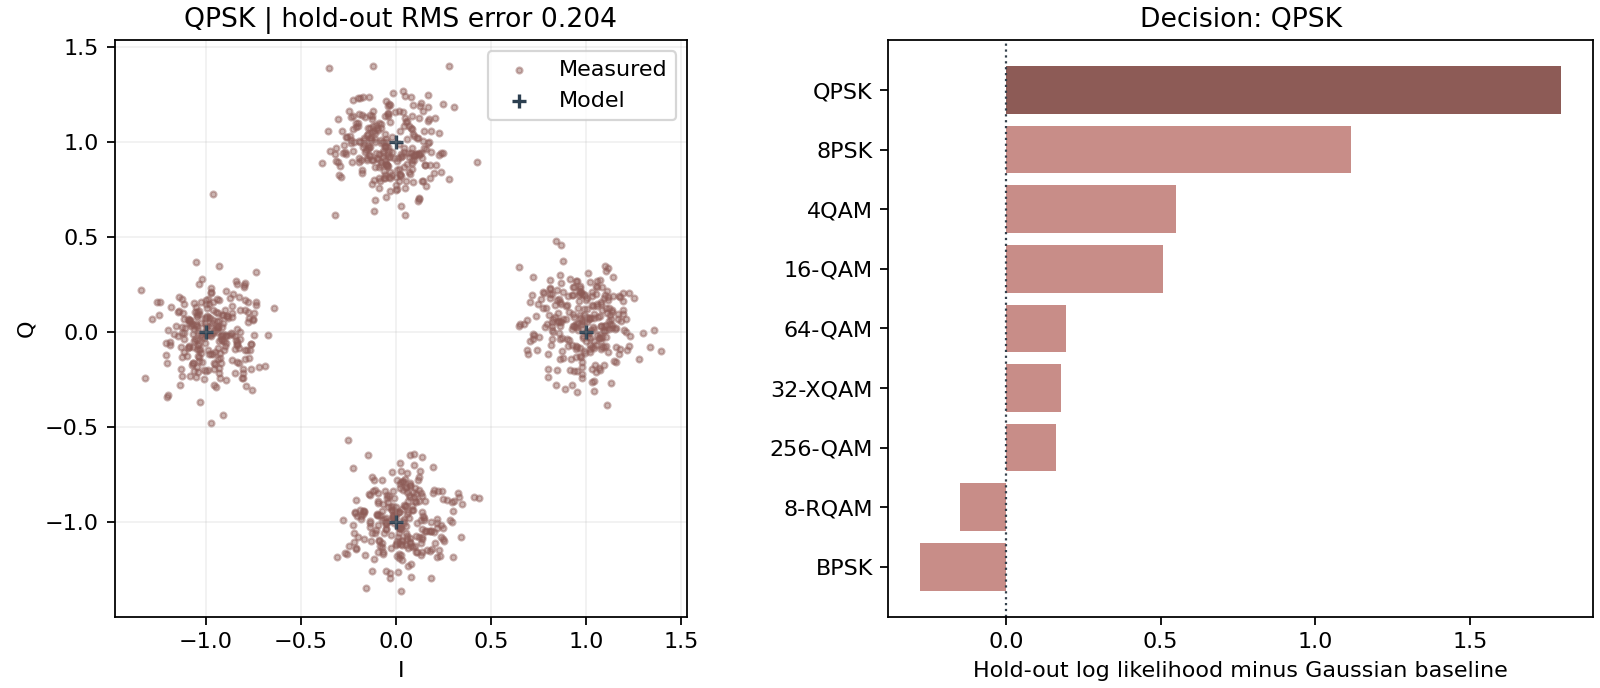 QPSK | hold-out RMS error 0.204
1.5
1.0
0.5
0.0
−0.5
−1.0
Q
−1.0
−0.5
0.0
0.5
1.0
1.5
I
Measured
Model
Decision: QPSK
QPSK
8PSK
4QAM
16-QAM
64-QAM
32-XQAM
256-QAM
8-RQAM
BPSK
0.0
0.5
1.0
1.5
Hold-out log likelihood minus Gaussian baseline